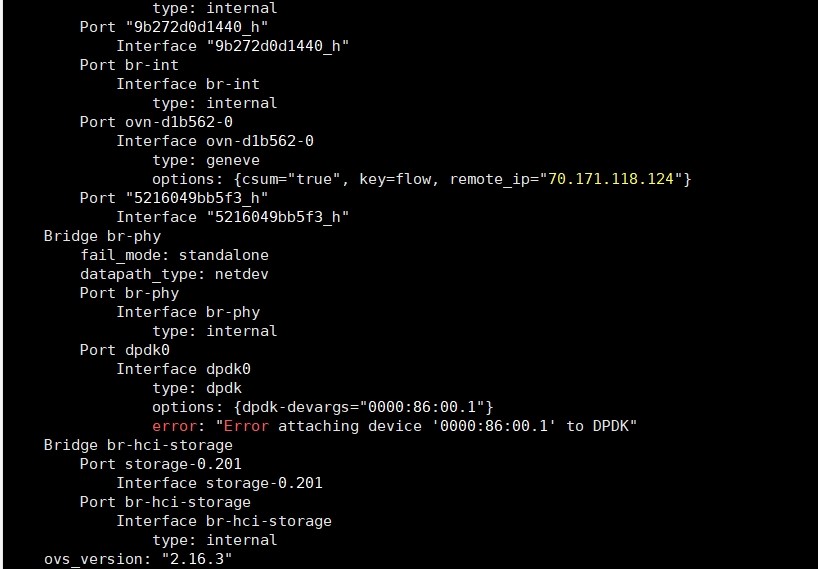 type: internal
Port "9b272d0d1440_h"
Interface "9b272d0d1440_h"
Port br-int
Interface br-int
type: internal
Port ovn-d1b562-0
Interface ovn-d1b562-0
type: geneve
options: {csum="true", key=flow, remote_ip="70.171.118.124"}
Port "5216049bb5f3_h"
Interface "5216049bb5f3_h"
Bridge br-phy
fail_mode: standalone
datapath_type: netdev
Port br-phy
Interface br-phy
type: internal
Port dpdk0
Interface dpdk0
type: dpdk
options: {dpdk-devargs="0000:86:00.1"}
error: "Error attaching device '0000:86:00.1' to DPDK"
Bridge br-hci-storage
Port storage-0.201
Interface storage-0.201
Port br-hci-storage
Interface br-hci-storage
type: internal
ovs_version: "2.16.3"